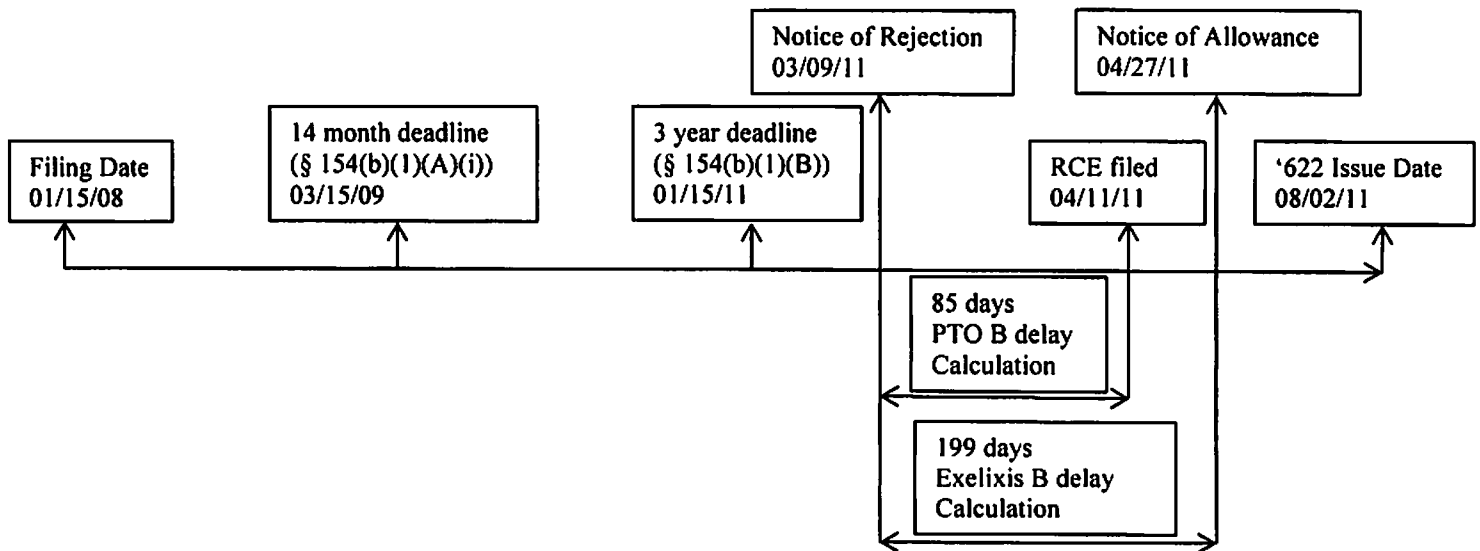 Notice of Rejection
03/09/11
Notice of Allowance
04/27/11
Filing Date
01/15/08
14 month deadline
(§ 154(b)(1)(A)(i))
03/15/09
3 year deadline
(§ 154(b)(1)(B))
01/15/11
RCE filed
04/11/11
‘622 Issue Date
08/02/11
85 days
PTO B delay
Calculation
199 days
Exelixis B delay
Calculation